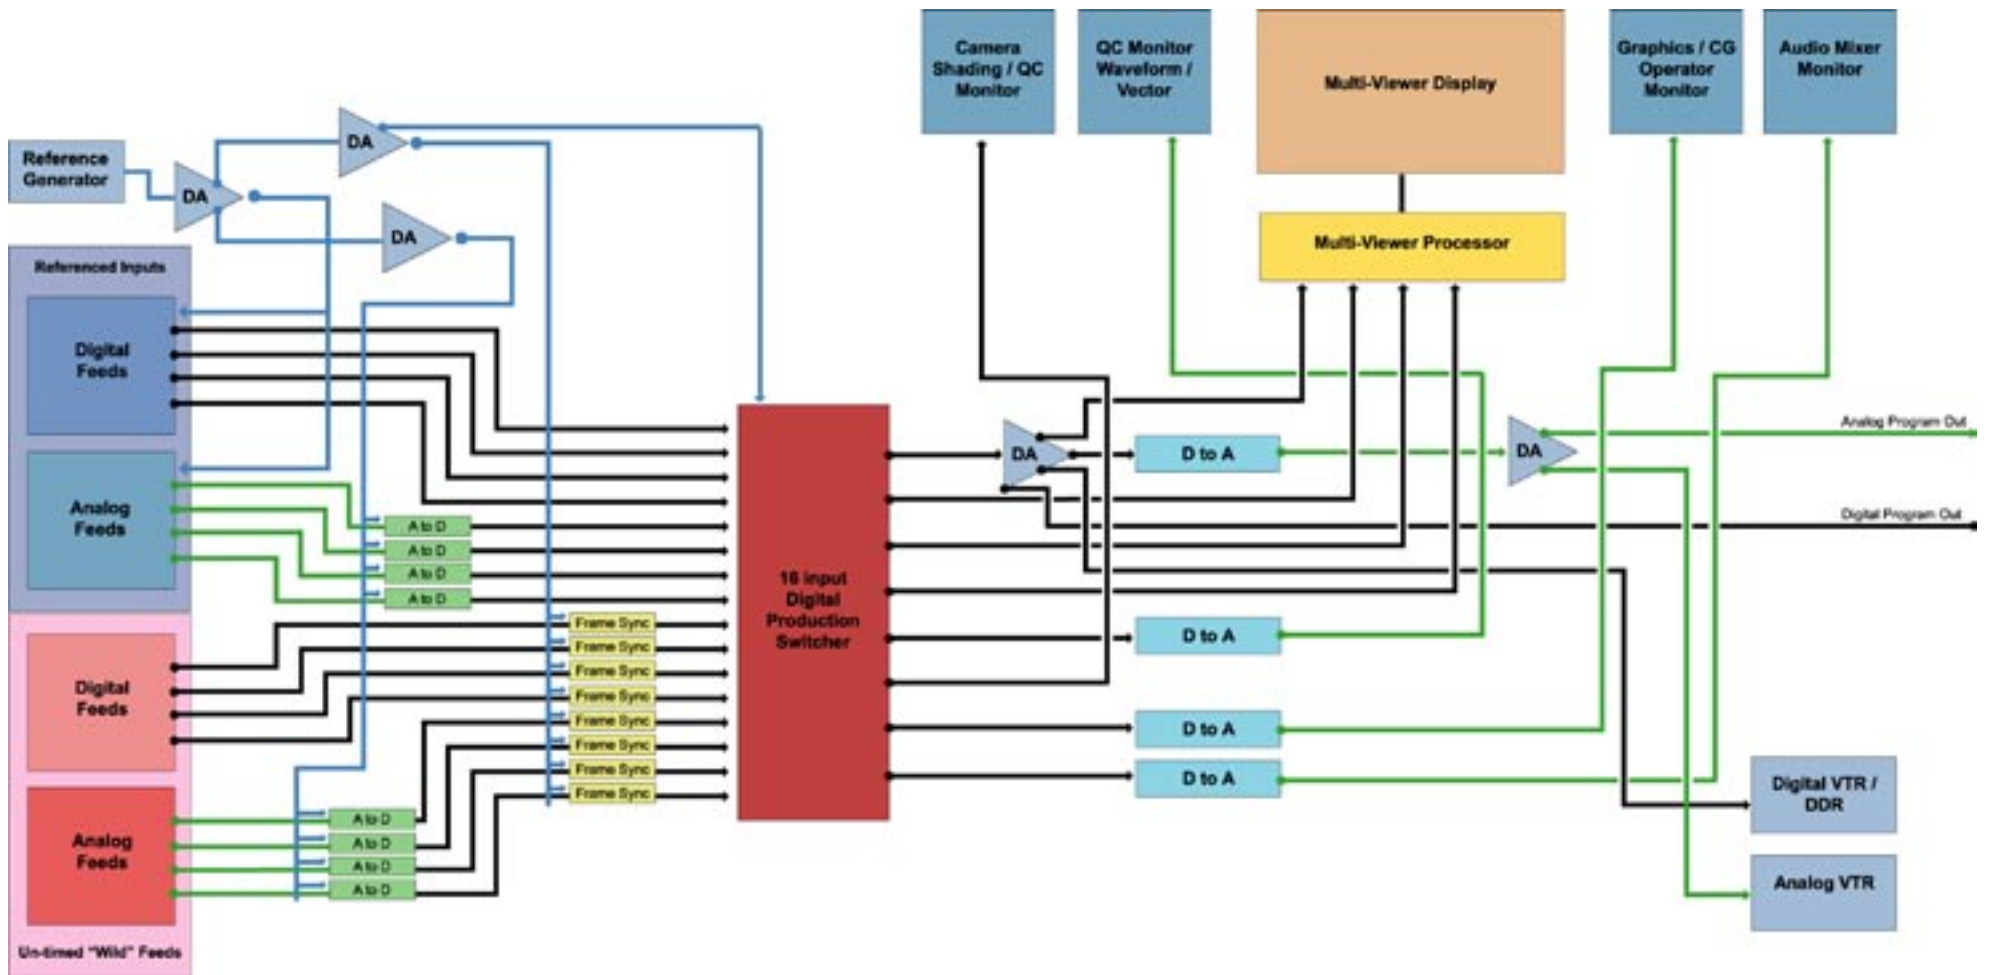 Camera
Shading / QC
Monitor
QC Monitor
Waveform /
Vector
Multi-Viewer Display
Graphics / CG
Operator
Monitor
Audio Mixer
Monitor
Reference
Generator
DA
DA
DA
Multi-Viewer Processor
Referenced Inputs
Digital
Feeds
Analog
Feeds
A to D
A to D
A to D
A to D
Digital
Feeds
Analog
Feeds
Un-timed "Wild" Feeds
A to D
A to D
A to D
A to D
Frame Sync
Frame Sync
Frame Sync
Frame Sync
Frame Sync
Frame Sync
Frame Sync
Frame Sync
16 input
Digital
Production
Switcher
DA
D to A
D to A
D to A
D to A
DA
Analog Program Out
Digital Program Out
Digital VTR /
DDR
Analog VTR